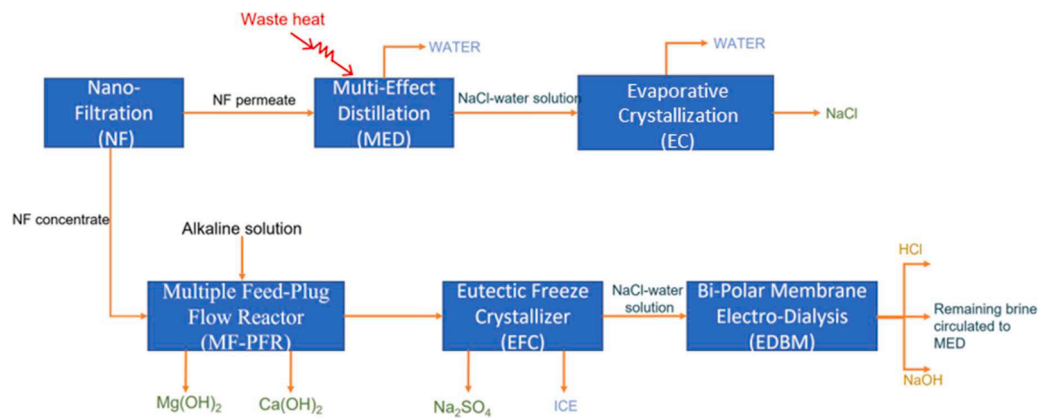 Waste heat
WATER
WATER
Nano-
Filtration
(NF)
NF permeate
Multi-Effect
Distillation
(MED)
NaCl-water solution
Evaporative
Crystallization
(EC)
NaCl
NF concentrate
Alkaline solution
Multiple Feed-Plug
Flow Reactor
(MF-PFR)
Eutectic Freeze
Crystallizer
(EFC)
NaCl-water
solution
Bi-Polar Membrane
Electro-Dialysis
(EDBM)
HCl
Remaining brine
circulated to
MED
NaOH
Mg(OH)₂
Ca(OH)₂
Na₂SO₄
ICE